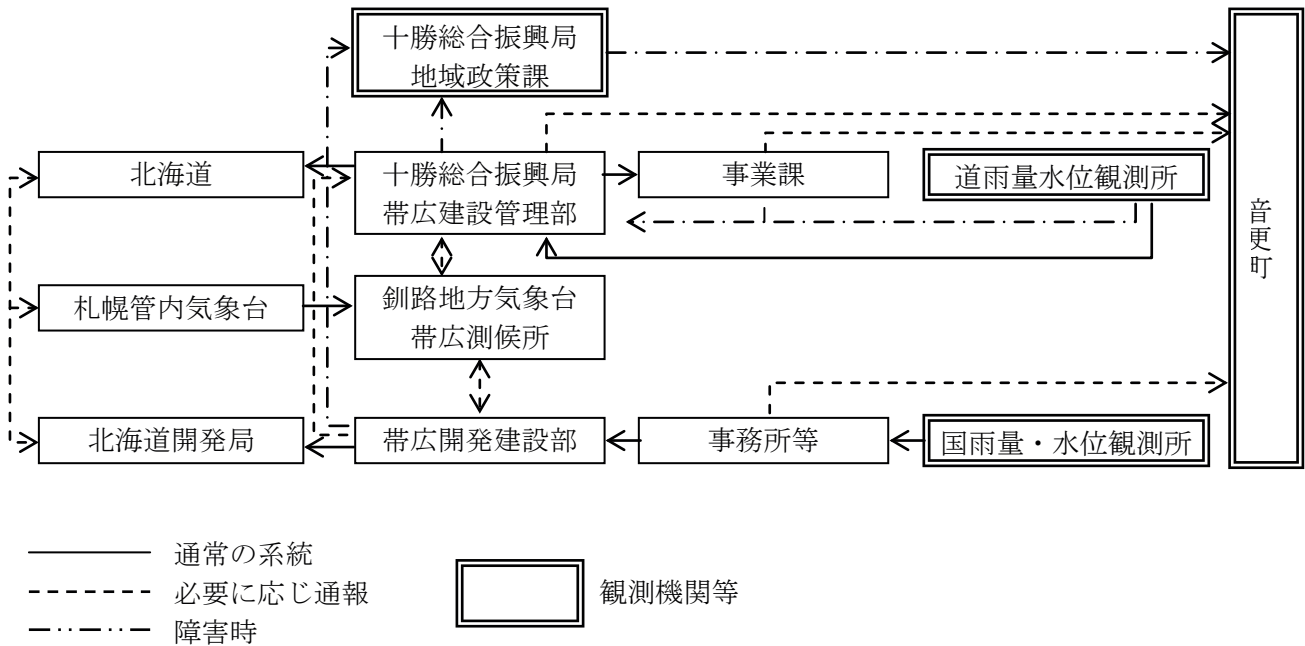 十勝総合振興局
地域政策課
北海道
十勝総合振興局
帯広建設管理部
事業課
道雨量水位観測所
音更町
札幌管内気象台
釧路地方気象台
帯広測候所
北海道開発局
帯広開発建設部
事務所等
国雨量・水位観測所
通常の系統
必要に応じ通報
障害時
観測機関等